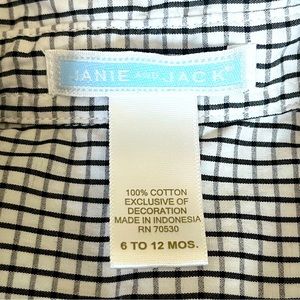 JANIE AND JACK®
100% COTTON
EXCLUSIVE OF
DECORATION
MADE IN INDONESIA
RN 70530
6 TO 12 MOS.